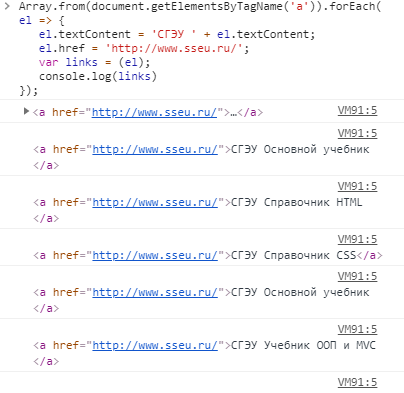 Array.from(document.getElementsByTagName('a')).forEach(
el => {
el.textContent = 'СГЭУ ' + el.textContent;
el.href = 'http://www.sseu.ru/';
var links = (el);
console.log(links)
});
<a href="http://www.sseu.ru/">…</a> VM91:5
VM91:5
<a href="http://www.sseu.ru/">СГЭУ Основной учебник
</a>
VM91:5
<a href="http://www.sseu.ru/">СГЭУ Справочник HTML
</a>
VM91:5
<a href="http://www.sseu.ru/">СГЭУ Справочник CSS</a>
VM91:5
<a href="http://www.sseu.ru/">СГЭУ Основной учебник
</a>
VM91:5
<a href="http://www.sseu.ru/">СГЭУ Учебник ООП и MVC
</a>
VM91:5